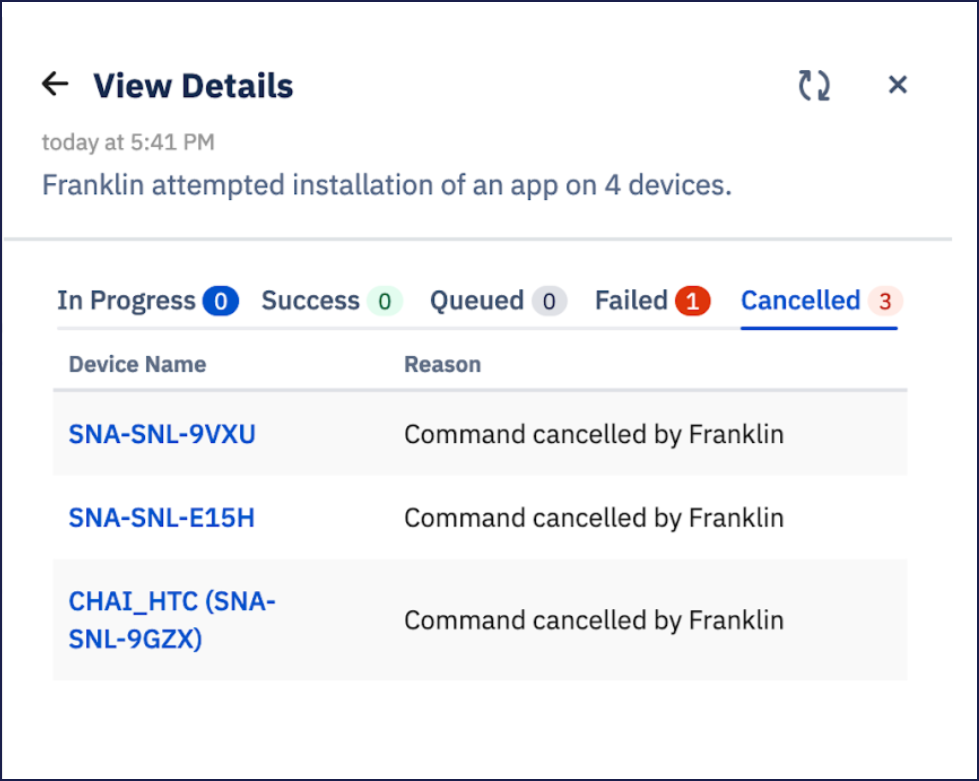 View Details
today at 5:41 PM
Franklin attempted installation of an app on 4 devices.
In Progress 0 Success 0 Queued 0 Failed 1 Cancelled 3
Device Name Reason
SNA-SNL-9VXU Command cancelled by Franklin
SNA-SNL-E15H Command cancelled by Franklin
CHAI_HTC (SNA-
SNL-9GZX) Command cancelled by Franklin